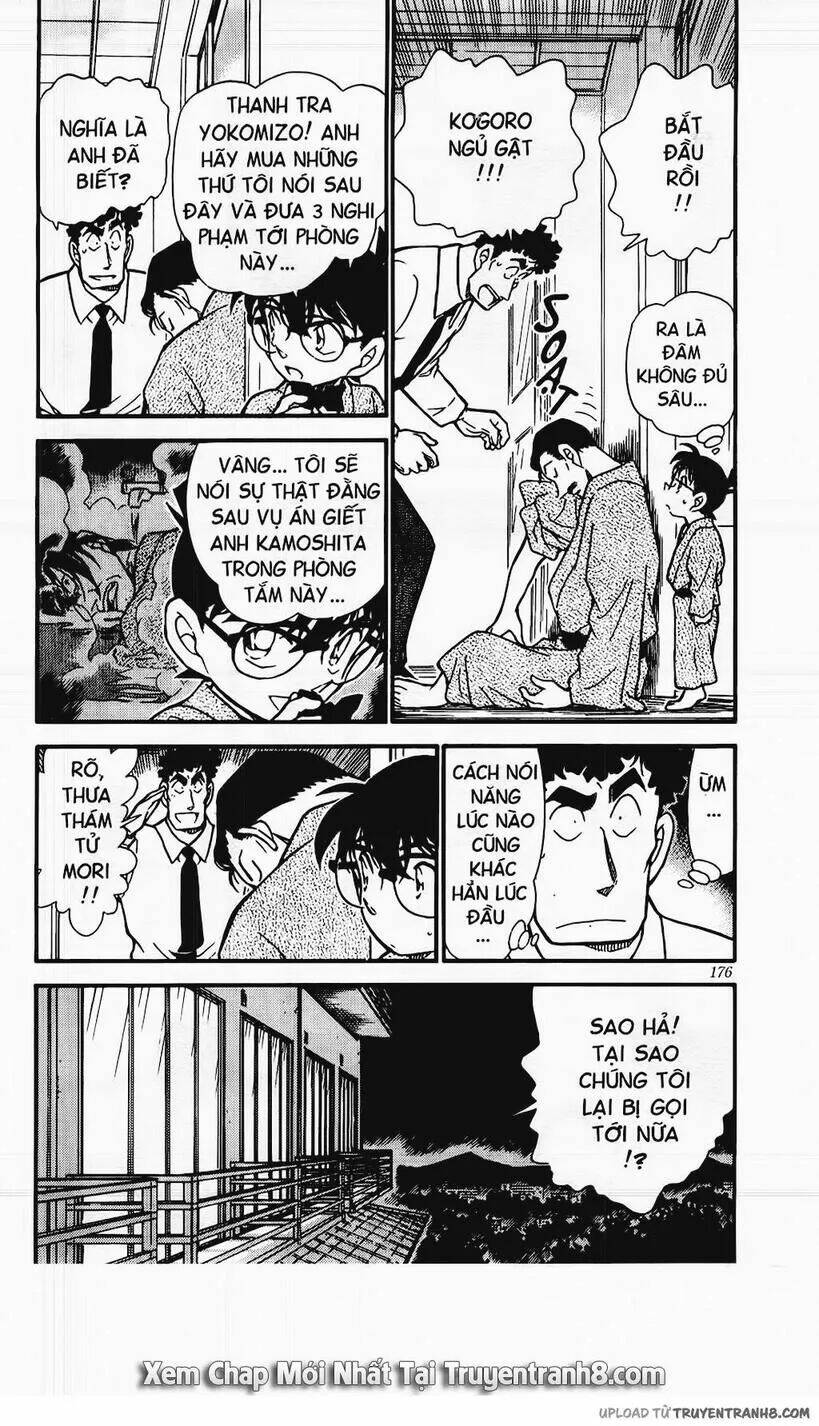 BẮT
ĐẦU
RỒI
!!
KOGORO
NGỦ GẬT
!!!
SOẠT
RA LÀ
ĐÂM
KHÔNG ĐỦ
SÂU...
THANH TRA
YOKOMIZO! ANH
HÃY MUA NHỮNG
THỨ TÔI NÓI SAU
ĐÂY VÀ ĐƯA 3 NGHI
PHẠM TỚI PHÒNG
NÀY...
NGHĨA LÀ
ANH ĐÃ
BIẾT?
VÂNG... TÔI SẼ
NÓI SỰ THẬT ĐẰNG
SAU VỤ ÁN GIẾT
ANH KAMOSHITA
TRONG PHÒNG
TẮM NÀY...
ỪM
...
CÁCH NÓI
NĂNG
LÚC NÀO
CŨNG
KHÁC
HẲN LÚC
ĐẦU
...
RÕ,
THƯA
THÁM
TỬ
MORI
!!
176
SAO HẢ!
TẠI SAO
CHÚNG TÔI
LẠI BỊ GỌI
TỚI NỮA
!?
Xem Chap Mới Nhất Tại Truyentranh8.com
UPLOAD TỪ TRUYENTRANH8.COM